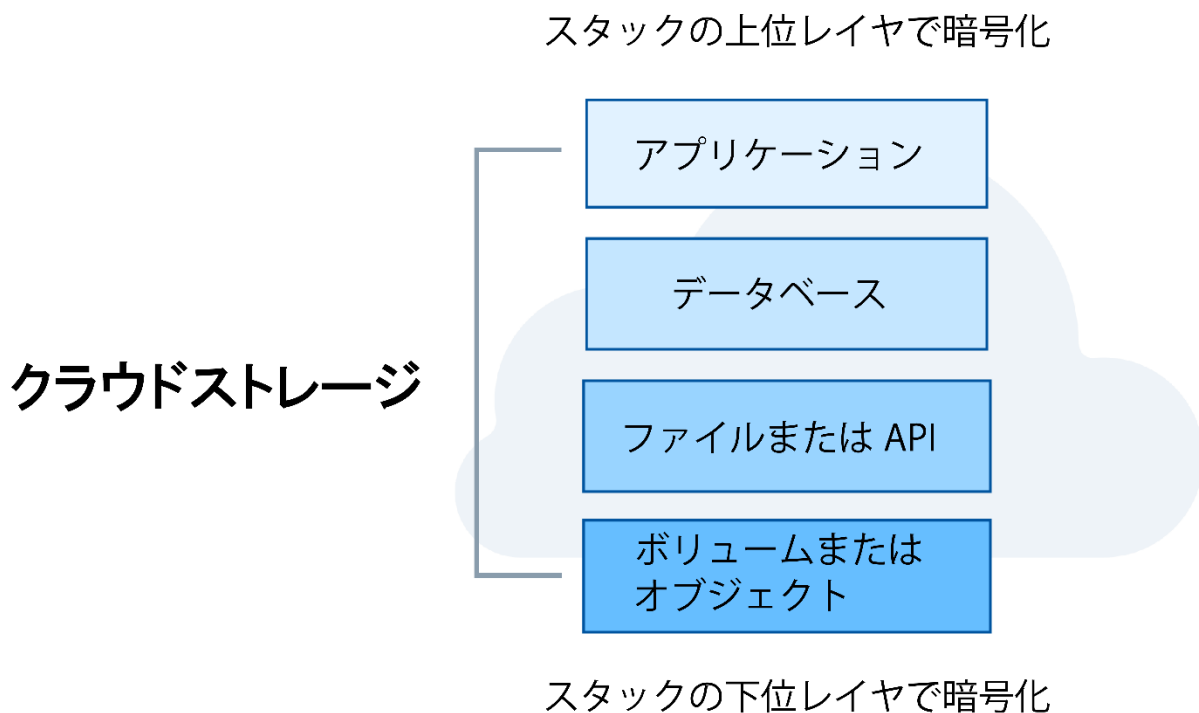 スタックの上位レイヤで暗号化
アプリケーション
データベース
クラウドストレージ
ファイルまたは API
ボリュームまたは
オブジェクト
スタックの下位レイヤで暗号化